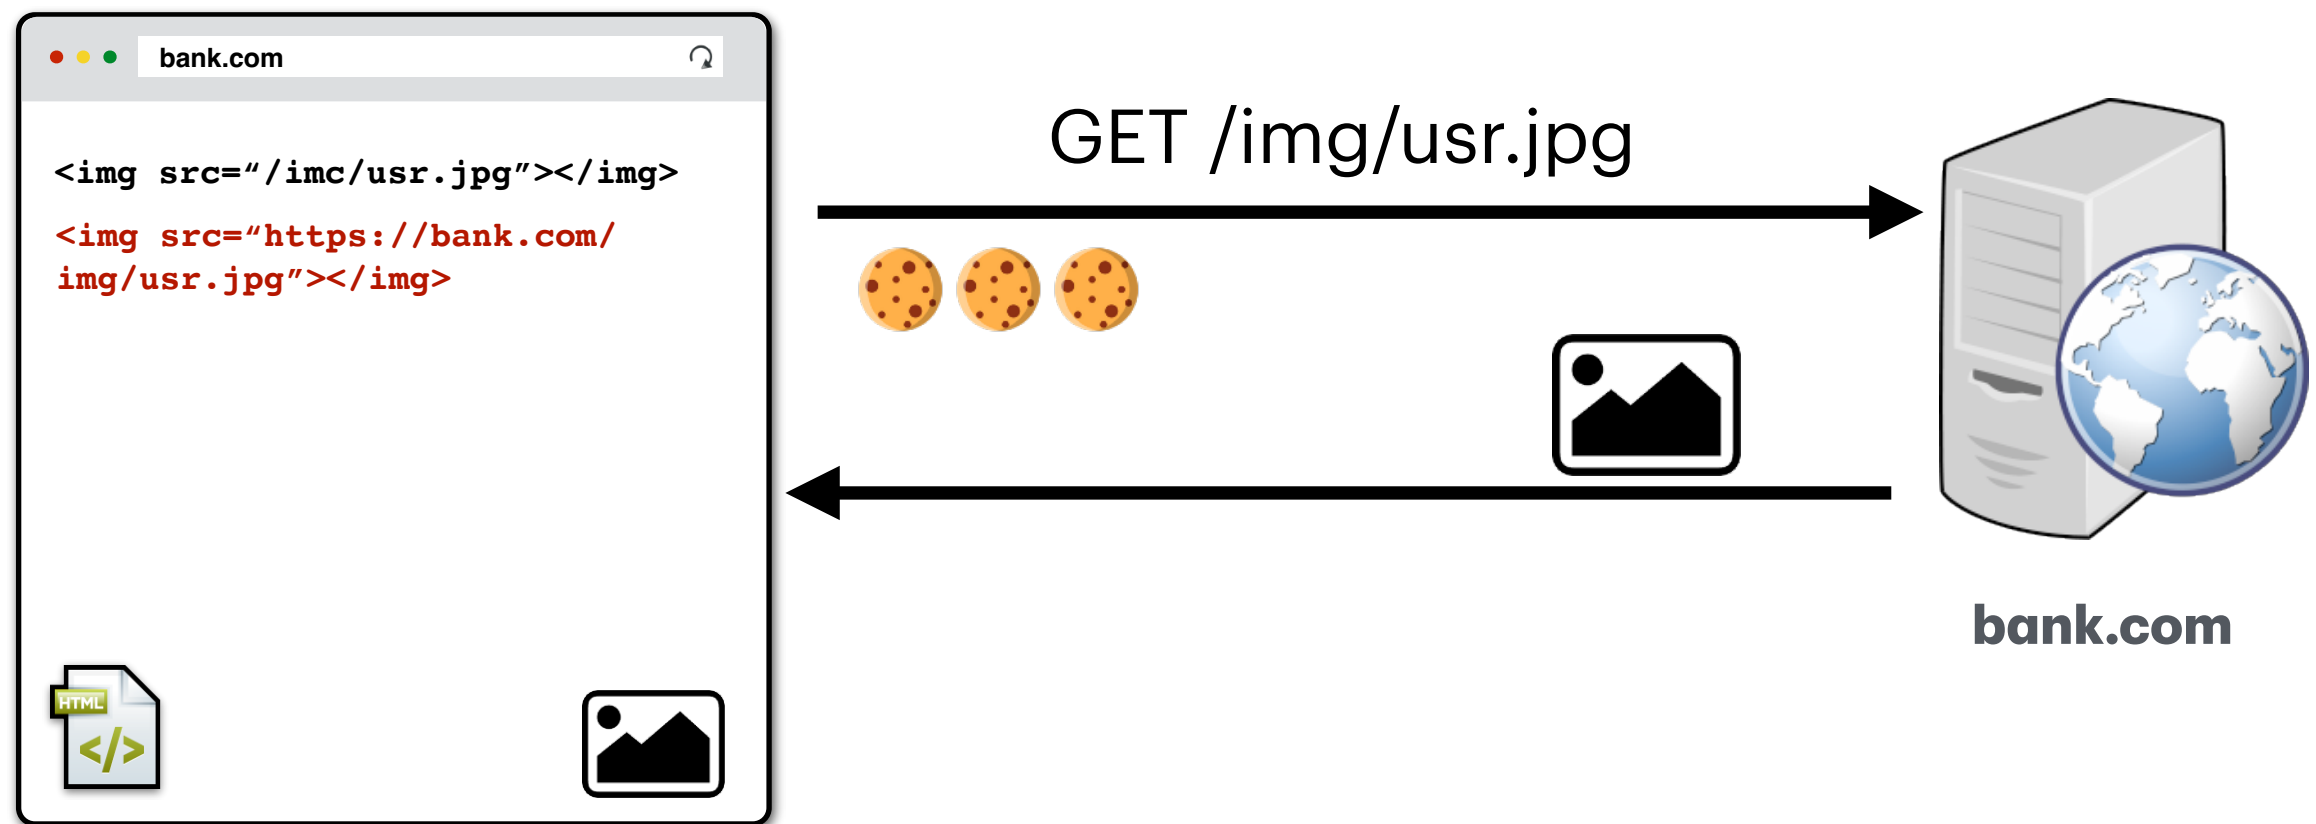 bank.com
<img src=“/imc/usr.jpg”></img>
<img src=“https://bank.com/
img/usr.jpg”></img>
GET /img/usr.jpg
HTML
</>
bank.com